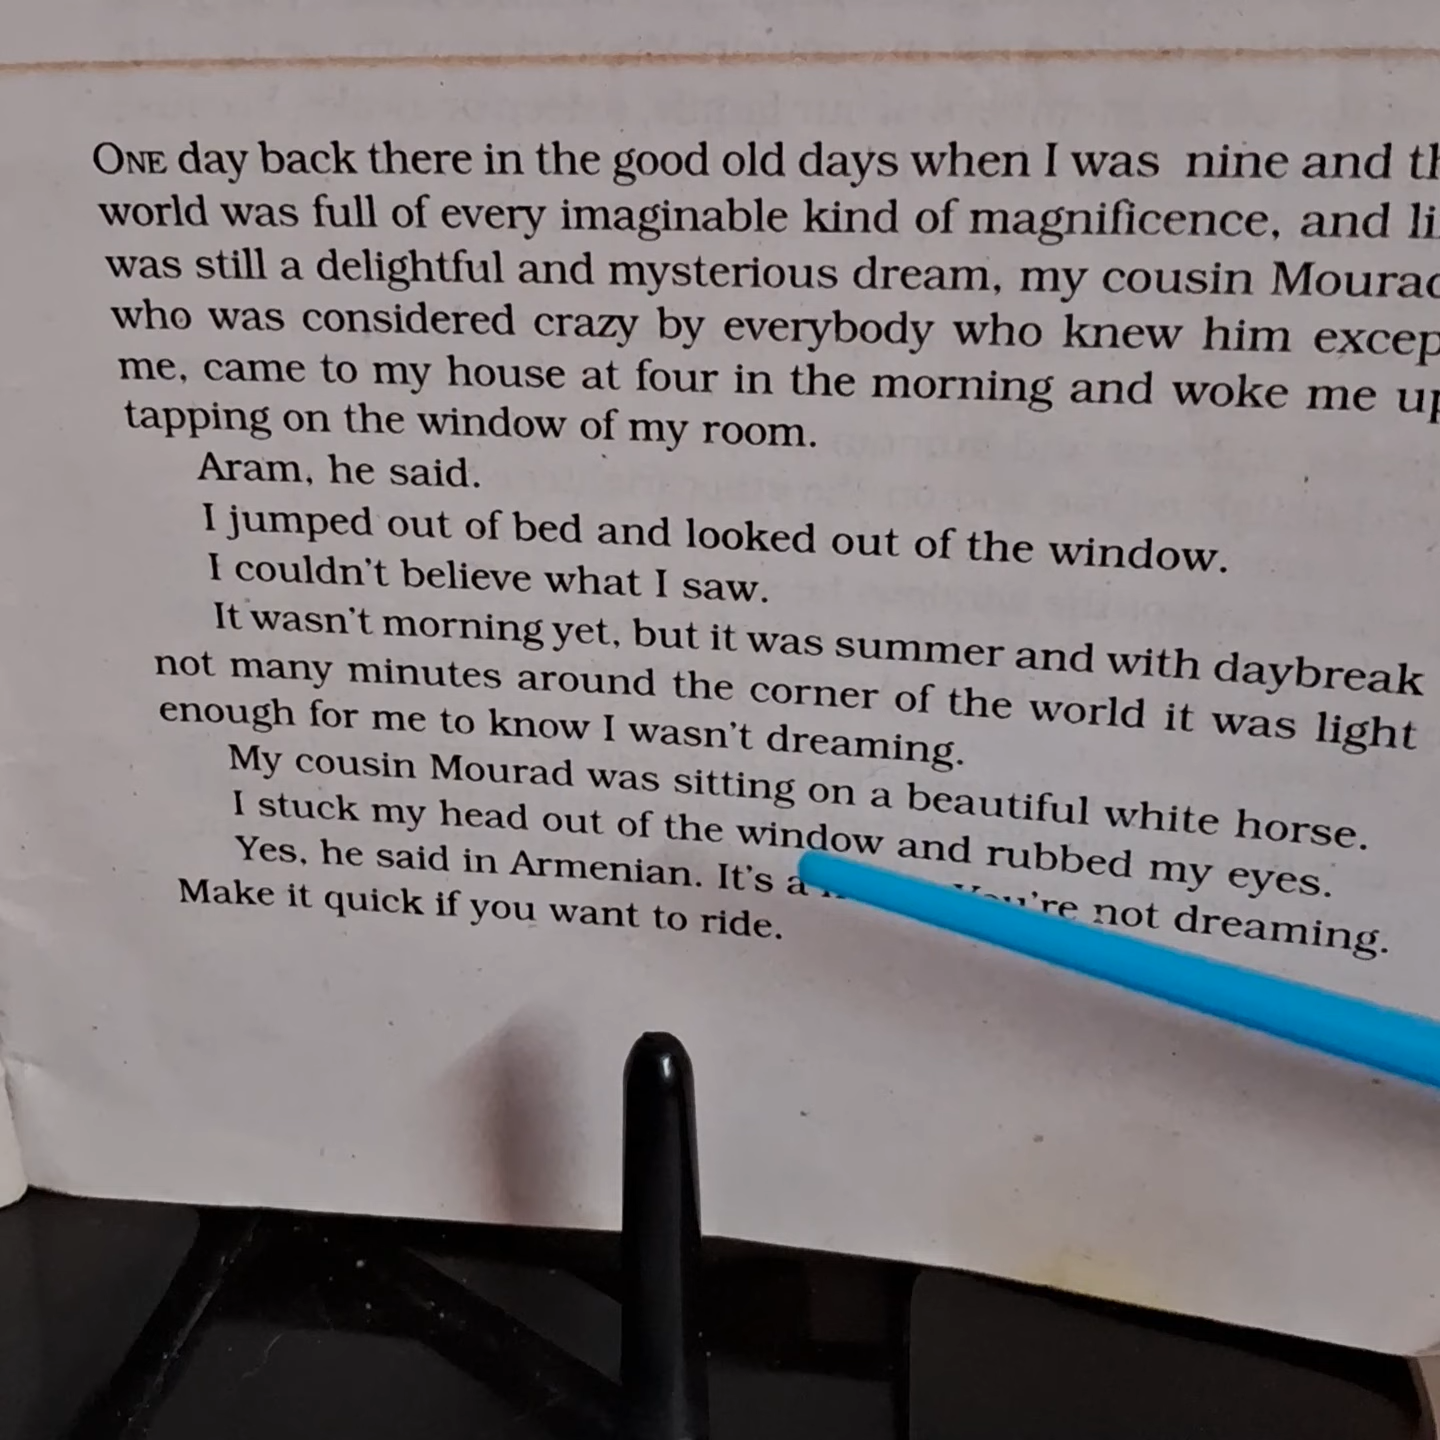 ONE day back there in the good old days when I was nine and
world was full of every imaginable kind of magnificence, and
was still a delightful and mysterious dream, my cousin Mourad
who was considered crazy by everybody who knew him
me, came to my house at four in the morning and woke me
tapping on the window of my room.
Aram, he said.
I jumped out of bed and looked out of the window.
I couldn't believe what I saw.
It wasn't morning yet, but it was summer and with daybreak
not many minutes around the corner of the world it was light
enough for me to know I wasn't dreaming.
My cousin Mourad was sitting on a beautiful white horse.
I stuck my head out of the window and rubbed my eyes.
Yes, he said in Armenian. It's a You're not dreaming.
Make it quick if you want to ride.